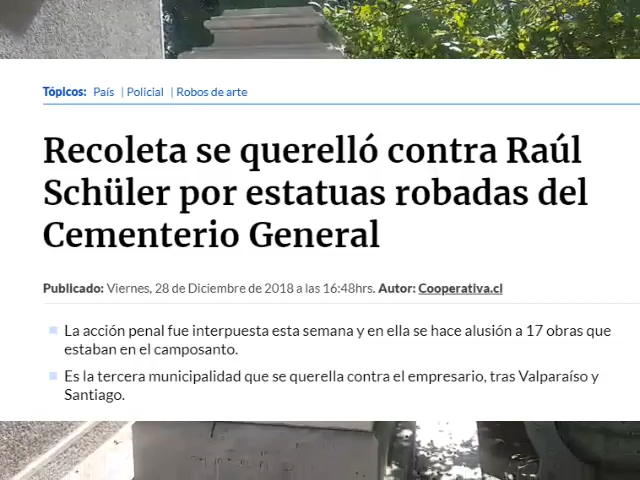 Tópicos: País | Policial | Robos de arte
Recoleta se querelló contra Raúl
Schüler por estatuas robadas del
Cementerio General
Publicado: Viernes, 28 de Diciembre de 2018 a las 16:48hrs. Autor: Cooperativa.cl
La acción penal fue interpuesta esta semana y en ella se hace alusión a 17 obras que
estaban en el camposanto.
Es la tercera municipalidad que se querella contra el empresario, tras Valparaíso y
Santiago.